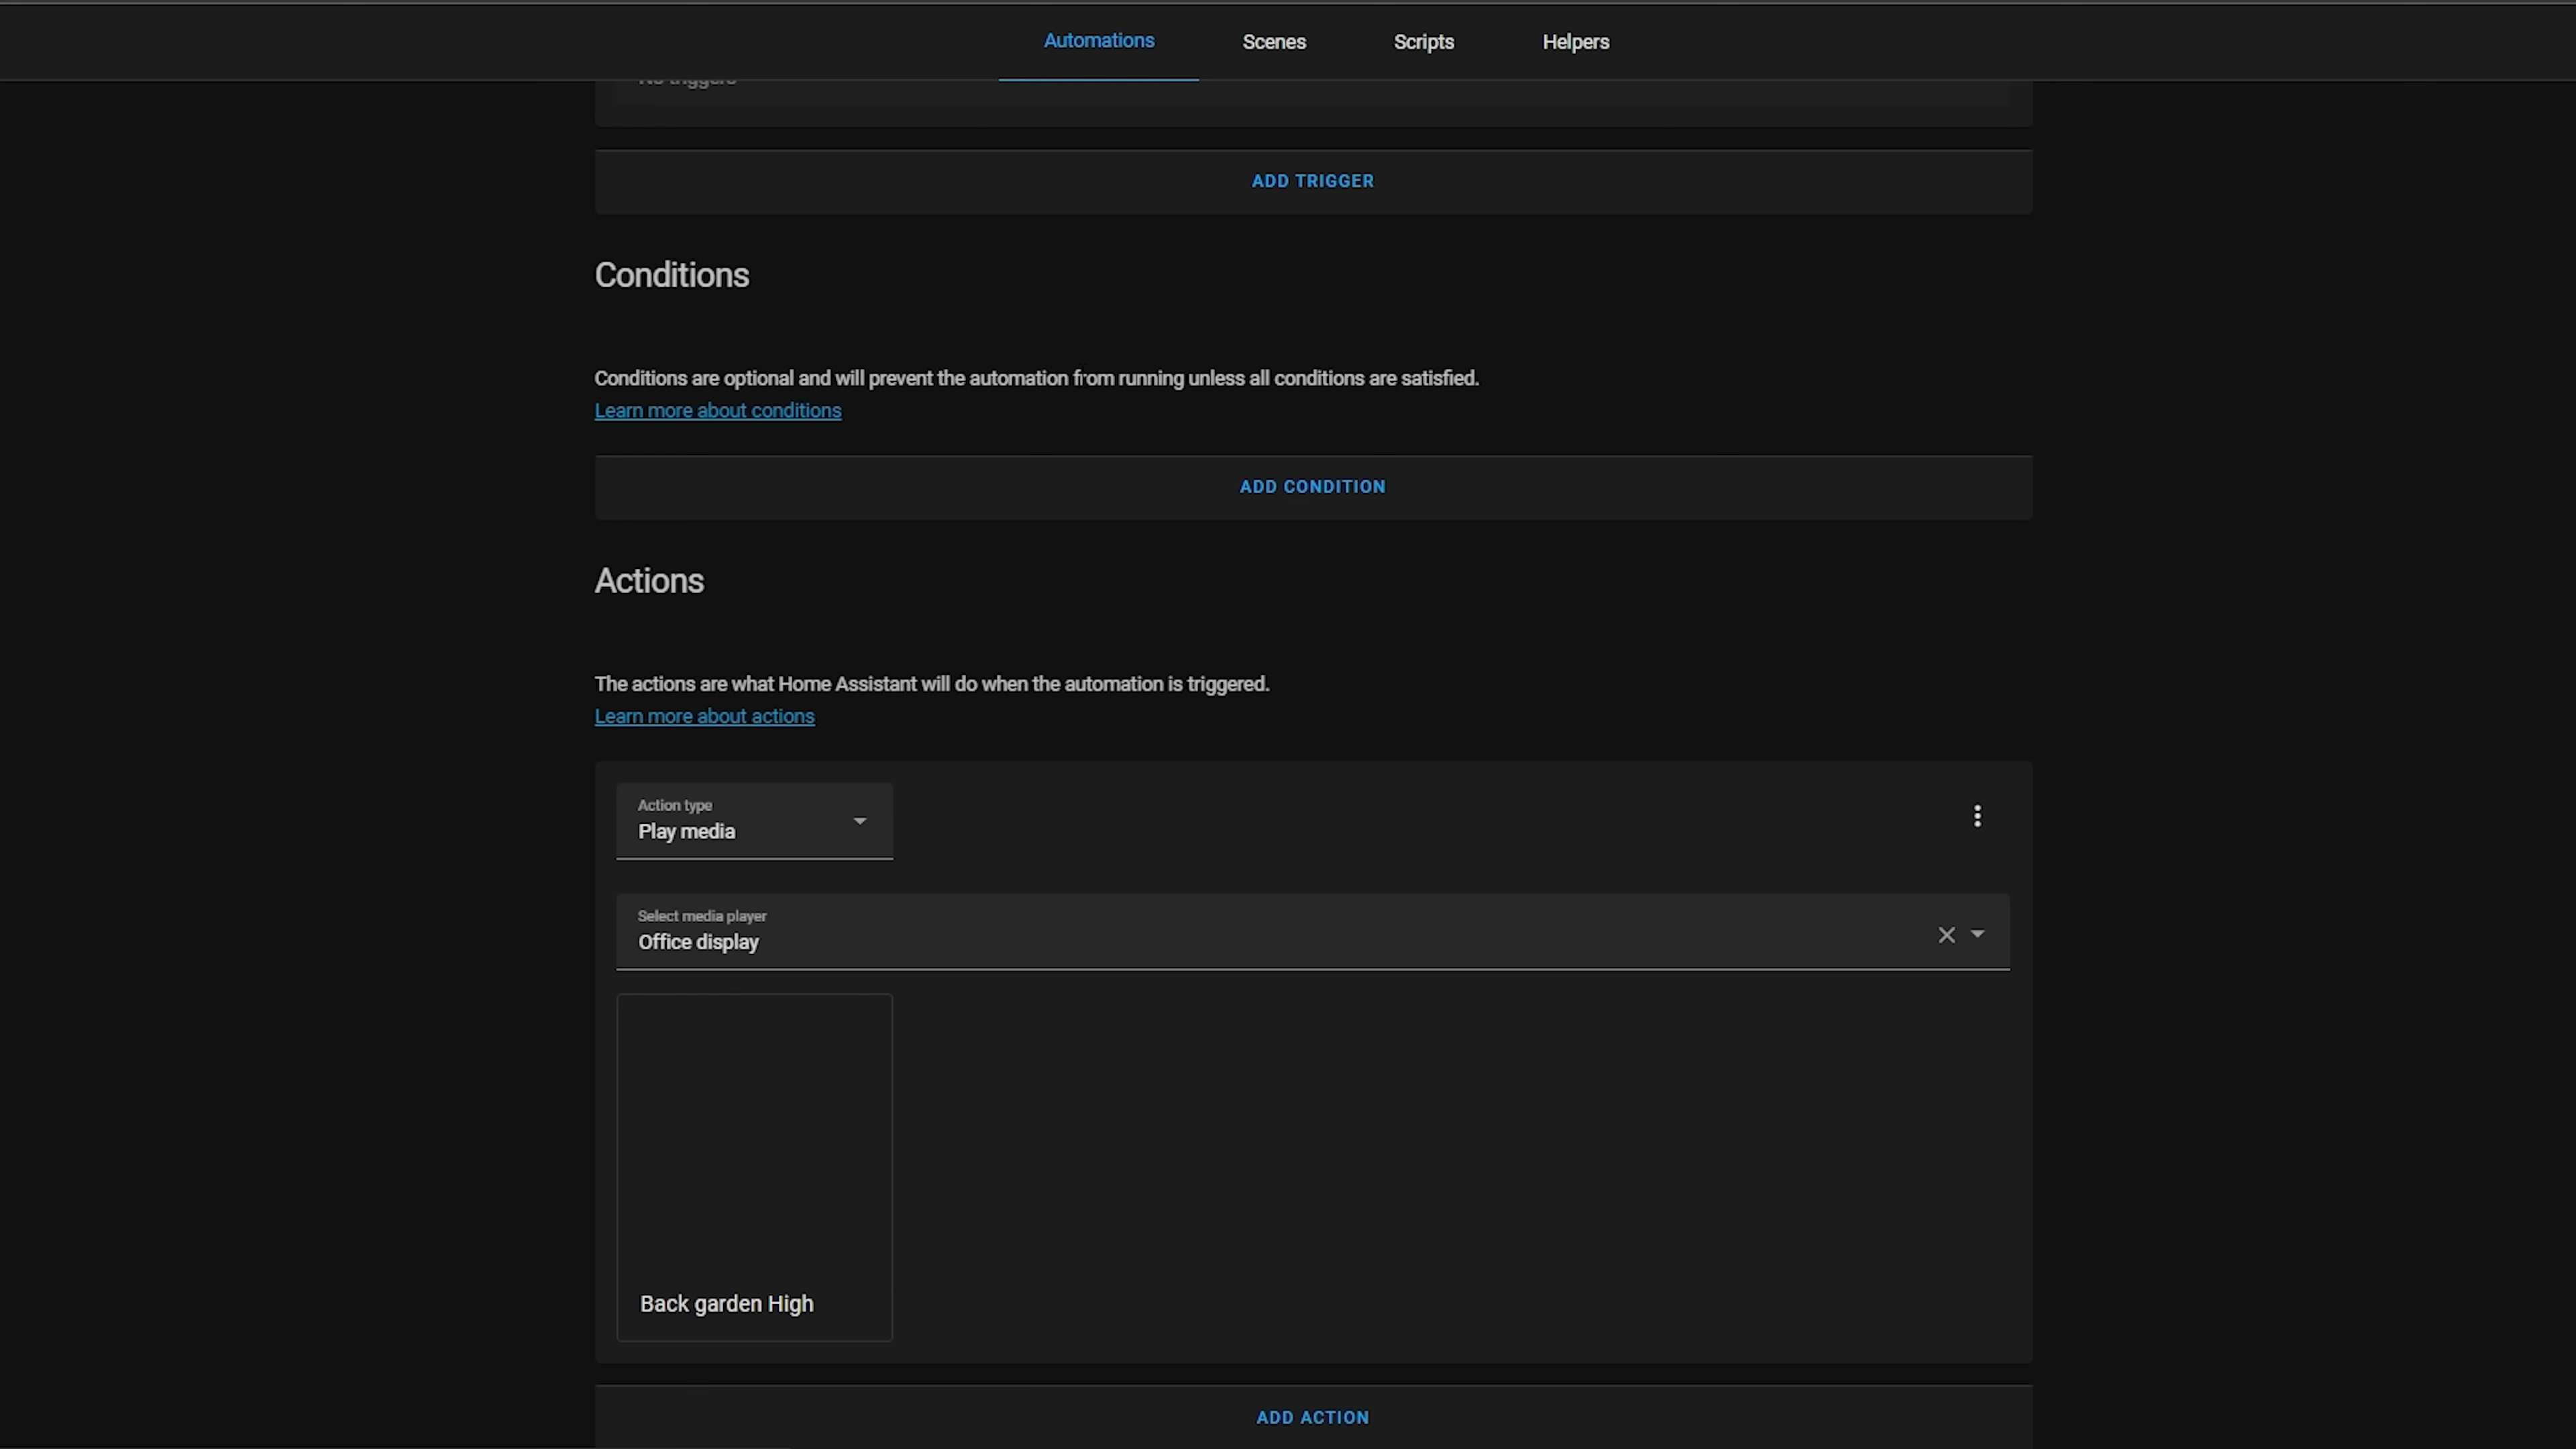 Automations
Scenes
Scripts
Helpers
No triggers
ADD TRIGGER
Conditions
Conditions are optional and will prevent the automation from running unless all conditions are satisfied.
Learn more about conditions
ADD CONDITION
Actions
The actions are what Home Assistant will do when the automation is triggered.
Learn more about actions
Action type
Play media
Select media player
Office display
Back garden High
ADD ACTION